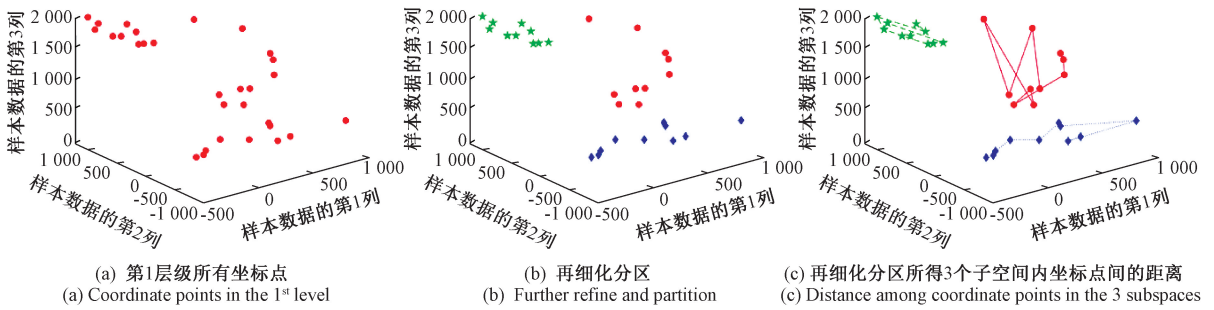 样本数据的第3列
2 000
1 500
1 000
500
0
1 000
500
0
-500
-1 000
样本数据的第2列
-500
0
500
1 000
样本数据的第1列
(a) 第1层级所有坐标点
(a) Coordinate points in the 1st level
样本数据的第3列
2 000
1 500
1 000
500
0
1 000
500
0
-500
-1 000
样本数据的第2列
-500
0
500
1 000
样本数据的第1列
(b) 再细化分区
(b) Further refine and partition
样本数据的第3列
2 000
1 500
1 000
500
0
1 000
500
0
-500
-1 000
样本数据的第2列
-500
0
500
1 000
样本数据的第1列
(c) 再细化分区所得3个子空间内坐标点间的距离
(c) Distance among coordinate points in the 3 subspaces